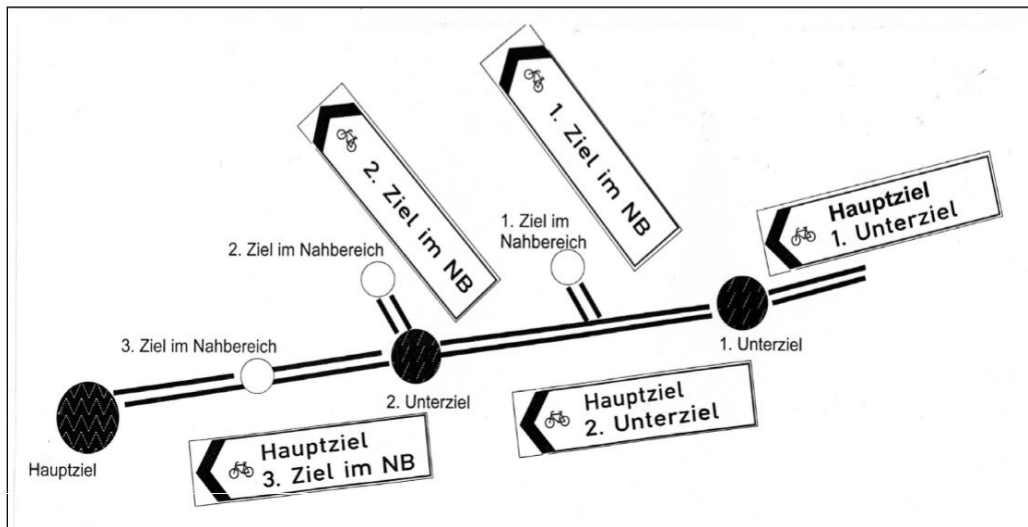 1. Ziel im NB
2. Ziel im NB
Hauptziel
1. Unterziel
1. Ziel im
Nahbereich
2. Ziel im Nahbereich
3. Ziel im Nahbereich
1. Unterziel
2. Unterziel
Hauptziel
2. Unterziel
Hauptziel
3. Ziel im NB
Hauptziel